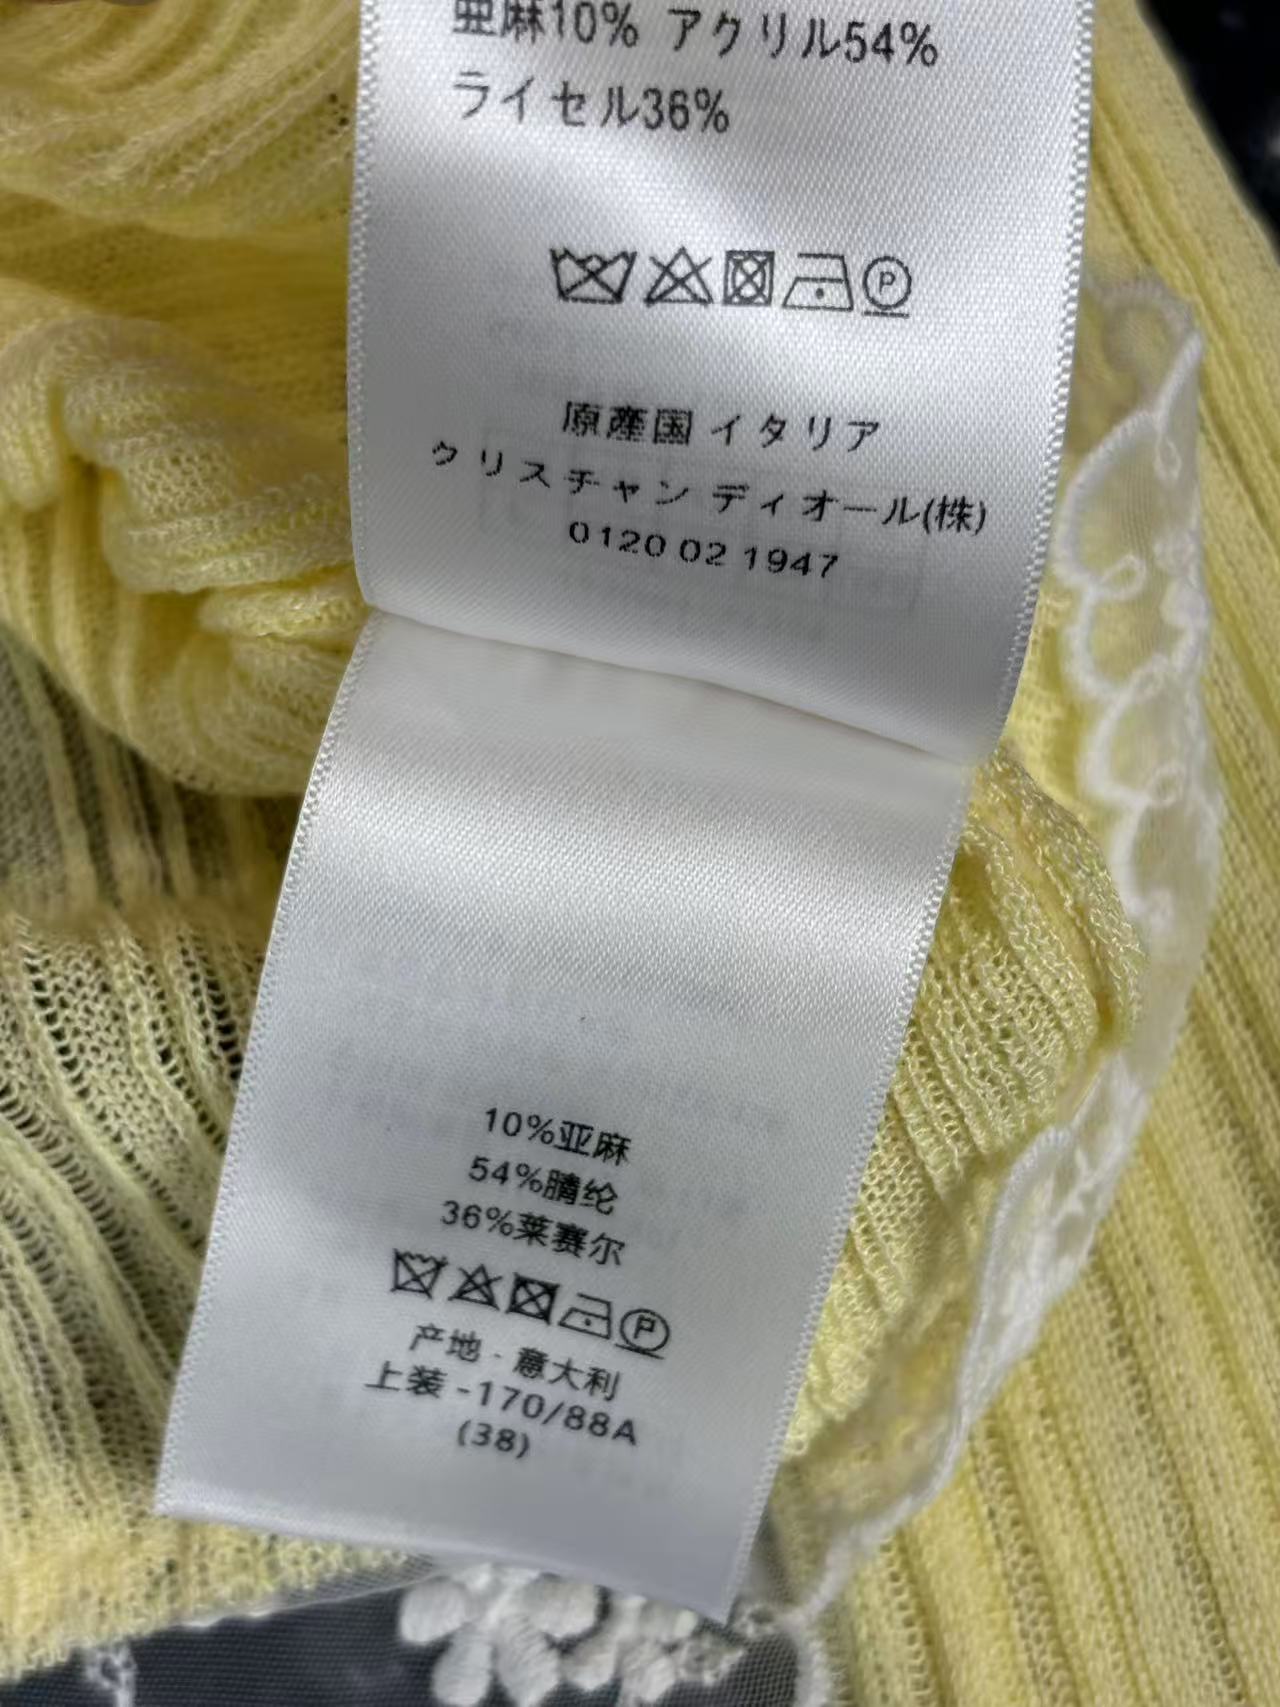 亜麻10% アクリル54%
ライセル36%
P
原産国 イタリア
クリスチャン ディオール(株)
0120 02 1947
10%亚麻
54%腈纶
36%莱赛尔
P
产地 - 意大利
上装 -170/88A
(38)